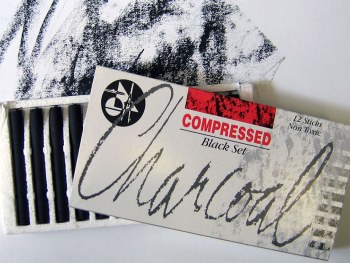 COMPRESSED
Black Set
12 Sticks
Non Toxic
Charcoal